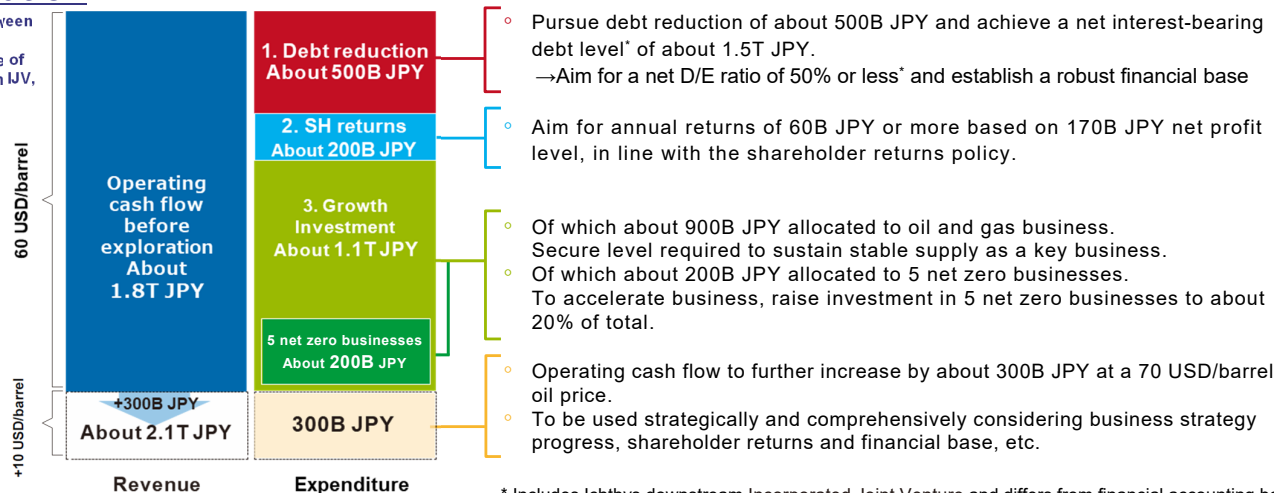 ween
e of
n IJV,
60 USD/barrel
+10 USD/barrel
Operating
cash flow
before
exploration
About
1.8T JPY
+300B JPY
About 2.1T JPY
Revenue
1. Debt reduction
About 500B JPY
2. SH returns
About 200B JPY
3. Growth
Investment
About 1.1T JPY
5 net zero businesses
About 200B JPY
300B JPY
Expenditure
° Pursue debt reduction of about 500B JPY and achieve a net interest-bearing
debt level* of about 1.5T JPY.
→Aim for a net D/E ratio of 50% or less* and establish a robust financial base
° Aim for annual returns of 60B JPY or more based on 170B JPY net profit
level, in line with the shareholder returns policy.
° Of which about 900B JPY allocated to oil and gas business.
Secure level required to sustain stable supply as a key business.
° Of which about 200B JPY allocated to 5 net zero businesses.
To accelerate business, raise investment in 5 net zero businesses to about
20% of total.
° Operating cash flow to further increase by about 300B JPY at a 70 USD/barrel
oil price.
° To be used strategically and comprehensively considering business strategy
progress, shareholder returns and financial base, etc.
* Includes Ichthys downstream Incorporated Joint Venture and differs from financial accounting b